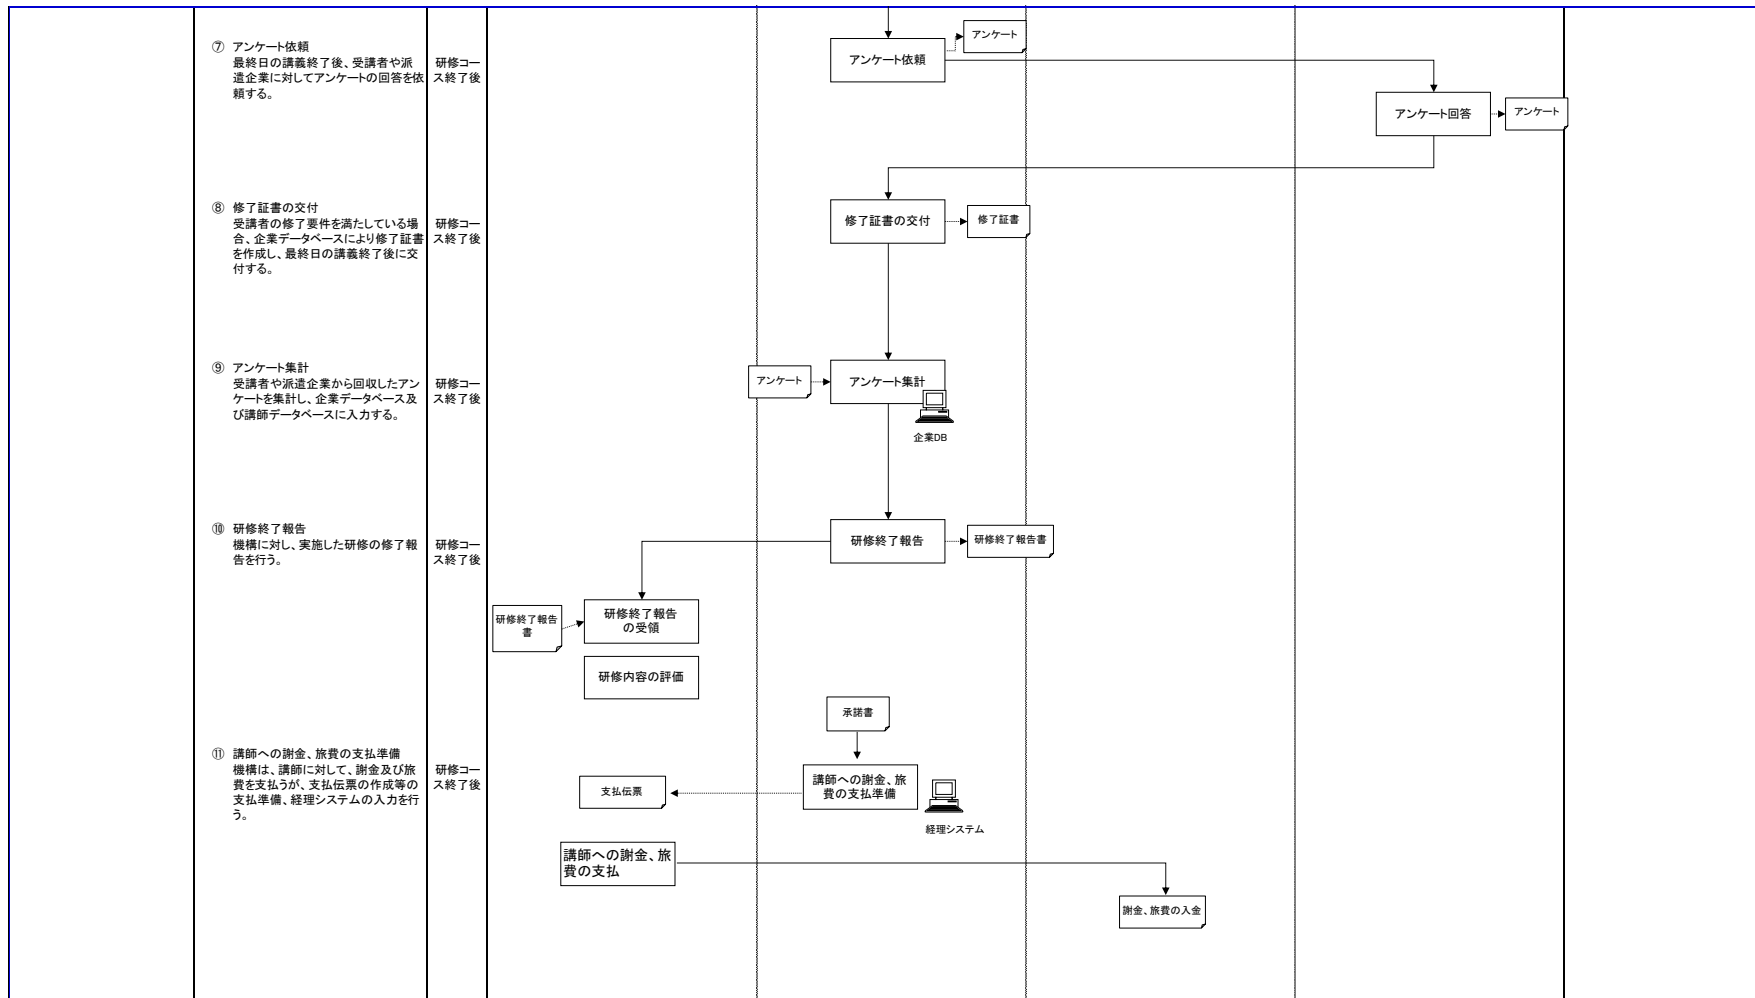 ⑦ アンケート依頼
最終日の講義終了後、受講者や派
遣企業に対してアンケートの回答を依
頼する。
研修コー
ス終了後
アンケート依頼
アンケート
アンケート回答
アンケート
⑧ 修了証書の交付
受講者の修了要件を満たしている場
合、企業データベースにより修了証書
を作成し、最終日の講義終了後に交
付する。
研修コー
ス終了後
修了証書の交付
修了証書
⑨ アンケート集計
受講者や派遣企業から回収したアン
ケートを集計し、企業データベース及
び講師データベースに入力する。
研修コー
ス終了後
アンケート
アンケート集計
企業DB
⑩ 研修終了報告
機構に対し、実施した研修の修了報
告を行う。
研修コー
ス終了後
研修終了報告
研修終了報告書
研修終了報告
書
研修終了報告
の受領
研修内容の評価
承諾書
⑪ 講師への謝金、旅費の支払準備
機構は、講師に対して、謝金及び旅
費を支払うが、支払伝票の作成等の
支払準備、経理システムの入力を行
う。
研修コー
ス終了後
支払伝票
講師への謝金、旅
費の支払準備
経理システム
講師への謝金、旅
費の支払
謝金、旅費の入金